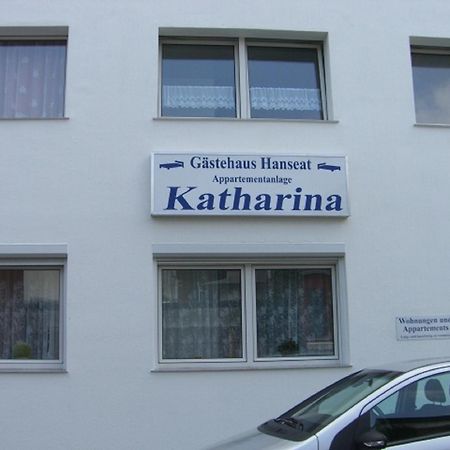 Gästehaus Hanseat
Appartementanlage
Katharina
Wohnungen und
Appartements